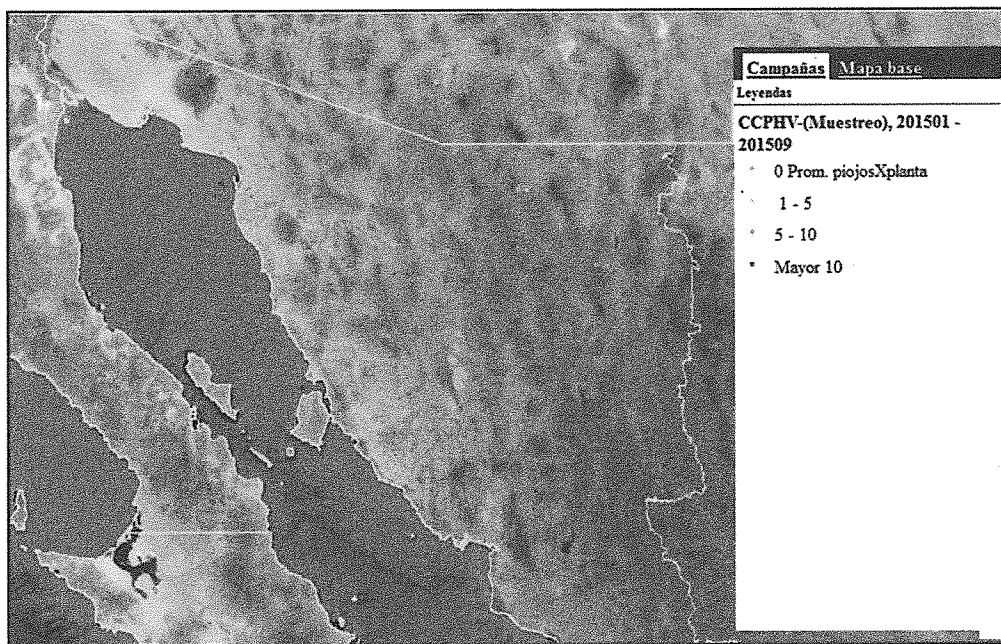 Campañas Mapa base
Leyendas
CCPHV-(Muestreo), 201501 -
201509
0 Prom. piojosXplanta
1 - 5
5 - 10
Mayor 10